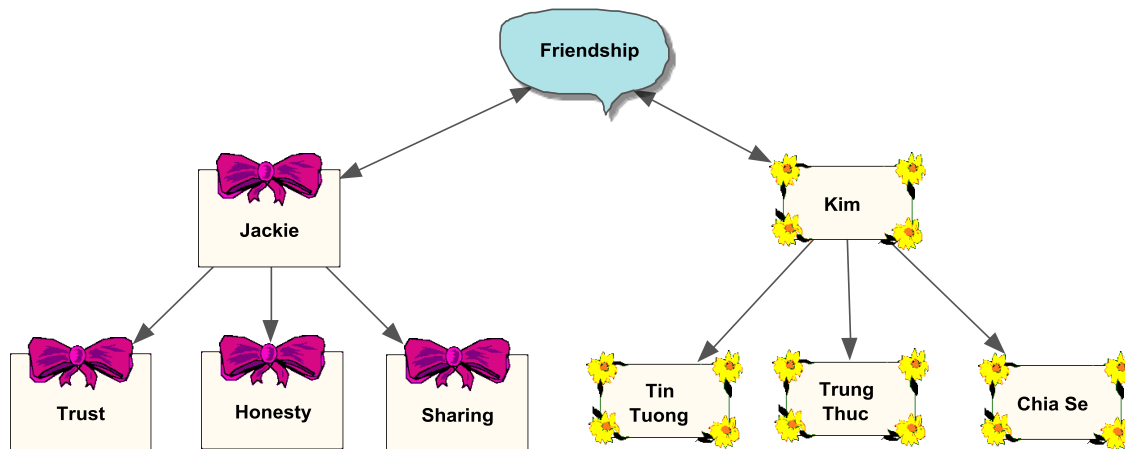 Friendship
Jackie
Kim
Trust
Honesty
Sharing
Tin
Tuong
Trung
Thuc
Chia Se